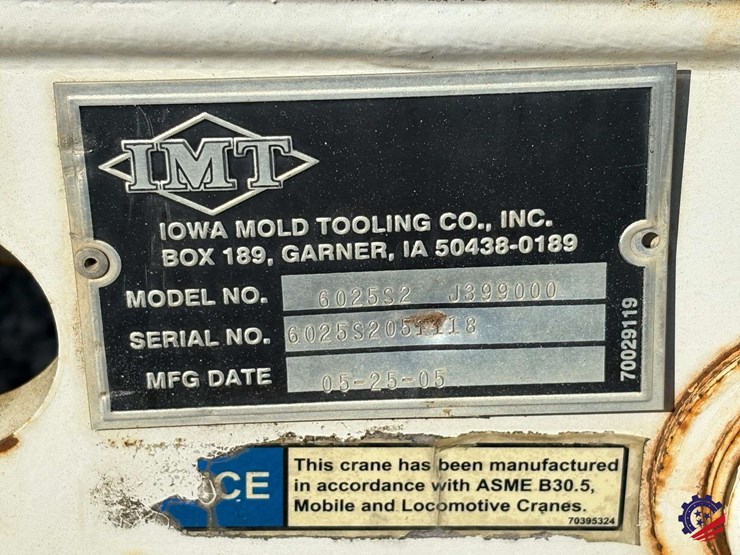 IMT
IOWA MOLD TOOLING CO., INC.
BOX 189, GARNER, IA 50438-0189
MODEL NO. 6025S2 J399000
SERIAL NO.
MFG DATE 05-25-05
70029119
CE
This crane has been manufactured
in accordance with ASME B30.5,
Mobile and Locomotive Cranes.
70395324